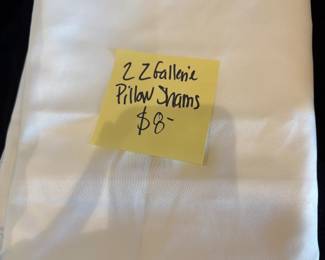 2 Z Gallerie
Pillow Shams
$8-